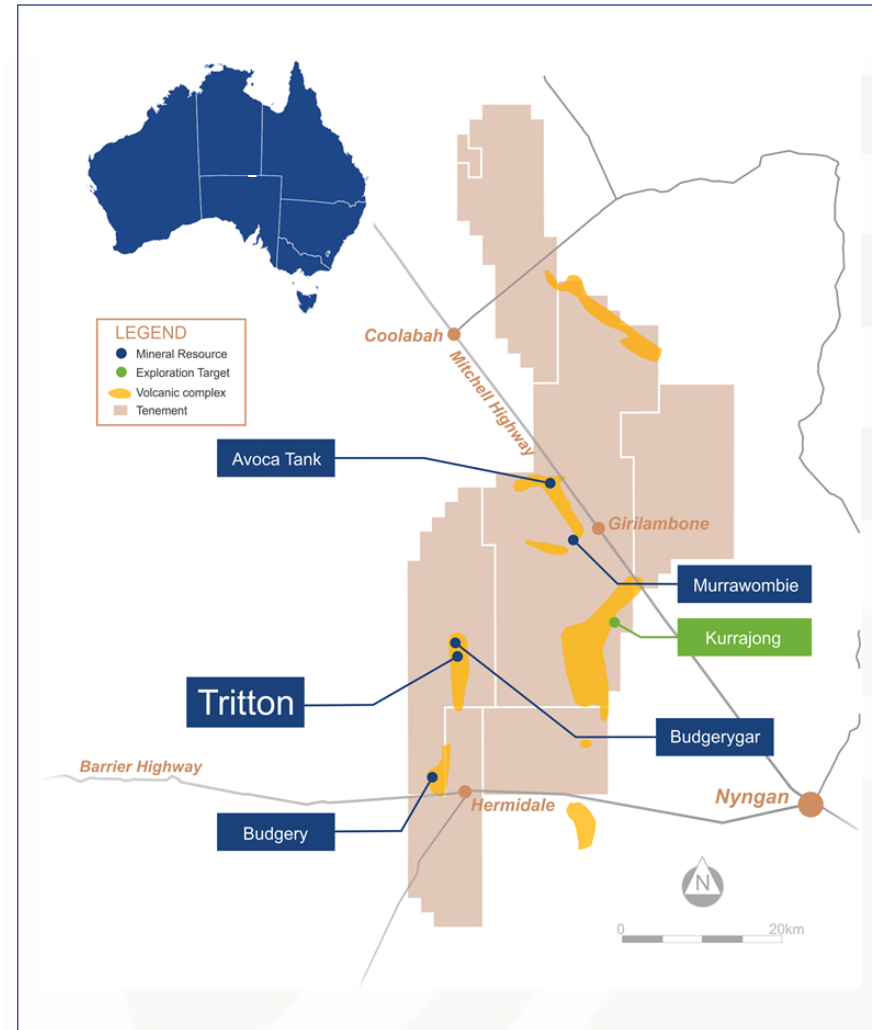 LEGEND
Mineral Resource
Exploration Target
Volcanic complex
Tenement
Coolabah
Mitchell Highway
Avoca Tank
Girilambone
Murrawombie
Kurrajong
Tritton
Budgerygar
Barrier Highway
Nyngan
Hermidale
Budgery
N
0 20km